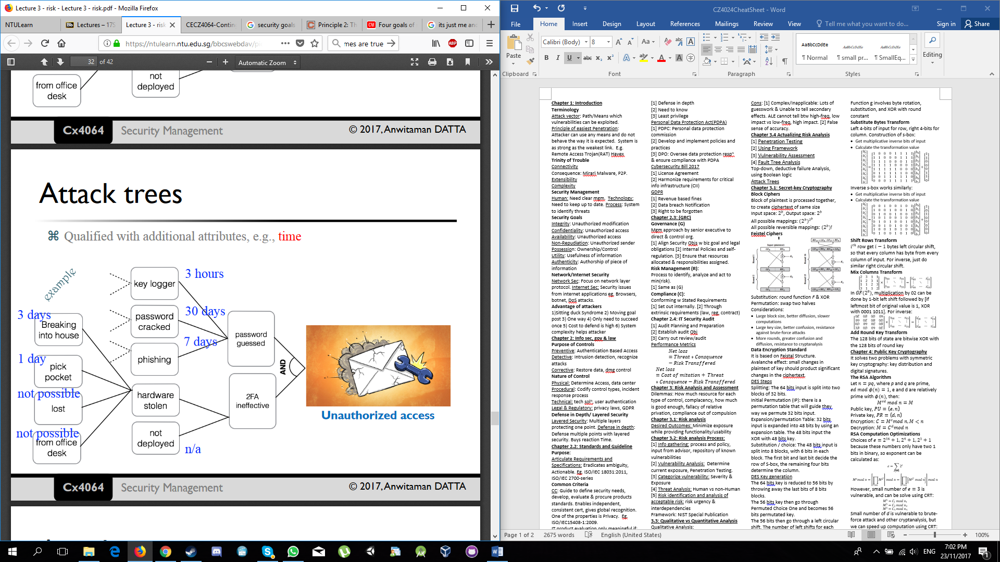 Lecture 3 - risk - Lecture 3 - risk.pdf - Mozilla Firefox
NTULearn
Lectures – 17S
Lecture 3 - risk
CECZ4064-Contin
security goals
Principle 2: Th
Four goals of
its just me and
https://ntulearn.ntu.edu.sg/bbcswebdav/pi
mes are true
32 of 42
Automatic Zoom
from office
desk
not
deployed
Cx4064
Security Management
© 2017, Anwitaman DATTA
Attack trees
Qualified with additional attributes, e.g., time
example
key logger
3 hours
password
cracked
30 days
phishing
7 days
3 days
Breaking
into house
1 day
pick
pocket
not possible
lost
not possible
from office
desk
hardware
stolen
not
deployed
n/a
password
guessed
2FA
ineffective
AND
Unauthorized access
Cx4064
Security Management
© 2017, Anwitaman DATTA
CZ4024CheatSheet - Word
File
Home
Insert
Design
Layout
References
Mailings
Review
View
Tell me what you want to do...
Sign in
Share
Paste
Calibri (Body)
8
Clipboard
Font
Paragraph
Styles
AaBbCcDdEe
¶ Normal
¶ small pr...
¶ SmallEq...
Editing
Chapter 1: Introduction
Terminology
Attack vector: Path/Means which
vulnerabilities can be exploited.
Principle of easiest Penetration:
Attacker can use any means and do not
behave the way it is expected. System is
as strong as the weakest link. E.g.
Remote Access Trojan(RAT) Havex
Trinity of Trouble
Connectivity
Consequence: Mirari Malware, P2P.
Extensibility
Complexity
Security Management
Human: Need clear mgm, Technology:
Need to keep up to date. Process: System
to identify threats
Security Goals
Integrity: Unauthorized modification
Confidentiality: Unauthorized access
Availability: Unauthorized access
Non-Repudiation: Unauthorized sender
Possession: Ownership/Control
Utility: Usefulness of information
Authenticity: Authorship of piece of
information
Network/Internet Security
Network Sec: Focus on network layer
protocol. Internet Sec: Security issues
from internet applications eg. Browsers,
botnet, DoS attacks.
Advantage of attackers
1)Sitting duck Syndrome 2) Moving goal
post 3) One way 4) Only need to succeed
once 5) Cost to defend is high 6) System
complexity helps attacker
Chapter 2: Info sec, gov & law
Purpose of Controls
Preventive: Authentication Based Access
Detective: Intrusion detection, recognize
attacks
Corrective: Restore data, dmg control
Nature of Control
Physical: Determine Access, data center
Procedural: Codify control types, incident
response process
Technical: tech solⁿ, user authentication
Legal & Regulatory: privacy laws, GDPR
Defense in Depth/ Layered Security
Layered Security: Multiple layers
protecting one point. Defense in depth:
Defense multiple points with layered
security. Buys reaction Time.
Chapter 2.2: Standards and Guideline
Purpose:
Articulate Requirements and
Specifications: Eradicates ambiguity,
Actionable. Eg. ISO/IEC 18031:2011,
ISO/IEC 2700-series
Common Criteria
CC: Guide to define security needs,
develop, evaluate & procure products
standards. Enables independent,
consistent cert, gives global recognition.
One of the properties is Privacy. Eg.
ISO/IEC15408-1:2009.
IT product evaluation only meaningful if:
[1] Defense in depth
[2] Need to know
[3] Least privilege
Personal Data Protection Act(PDPA)
[1] PDPC: Personal data protection
commission
[2] Develop and implement policies and
practices
[3] DPO: Oversee data protection respⁿ
& ensure compliance with PDPA
Cybersecurity Bill 2017
[1] License Agreement
[2] Harmonize requirements for critical
info infrastructure (CII)
GDPR
[1] Revenue based fines
[2] Data breach Notification
[3] Right to be forgotten
Chapter 2.3: (GRC)
Governance (G)
Mgm approach by senior executive to
direct & control org.
[1] Align Security Objs w biz goal and legal
obligations [2] Internal Policies and self-
regulation. [3] Ensure that resources
allocated & responsibilities assigned.
Risk Management (R):
Process to identify, analyze and act to
min(risk).
[1] Same as (G)
Compliance (C):
Conforming w Stated Requirements
[1] Set out internally. [2] Through
extrinsic requirements (law, reg, contract)
Chapter 2.4: IT Security Audit
[1] Audit Planning and Preparation
[2] Establish audit Obj
[3] Carry out review/audit
Performance Metrics
Net loss
= Threat ∗ Consquence
− Risk Transffered
Net loss
= Cost of mitation + Threat
∗ Consquence − Risk Transffered
Chapter 3: Risk Analysis and Assessment
Dilemmas: How much resource for each
type of control, complacency, how much
is good enough, fallacy of relative
privation, compliance out of compulsion
Chapter 3.1: Risk analysis
Desired Outcomes: Minimize exposure
while providing functionality/usability
Chapter 3.2: Risk analysis Process:
[1] Info gathering: process and policy,
input from advisor, repository of known
vulnerabilities
[2] Vulnerability Analysis: Determine
current exposure, Penetration Testing.
[3] Categorize vulnerability: Severity &
Exposure
[4] Threat Analysis: Human vs non-Human
[5] Risk identification and analysis of
acceptable risk: risk urgency &
interdependencies
Framework: NIST Special Publication
3.3: Qualitative vs Quantitative Analysis
Qualitative Analysis:
Cons: [1] Complex/Inapplicable: Lots of
guesswork & Unable to tell secondary
effects. ALE cannot tell btw high-freq, low
impact vs low-freq, high impact. [2] False
sense of accuracy.
Chapter 3.4 Actualizing Risk Analysis
[1] Penetration Testing
[2] Using Framework
[3] Vulnerability Assessment
[4] Fault Tree Analysis
Top-down, deductive failure Analysis,
using Boolean logic
Attack Trees
Chapter 3.1: Secret-key Cryptography
Block Ciphers
Block of plaintext is processed together,
to create ciphertext of same size
Input space: 2ᵇ, Output space: 2ᵇ
All possible mappings: (2ᵇ)^2ᵇ
All possible reversible mappings: (2ᵇ)!
Feistel Ciphers
Substitution: round function F & XOR
Permutation: swap two halves
Considerations:
• Large block size, better diffusion, slower
computations
• Large key size, better confusion, resistance
against brute-force attacks
• More rounds, greater confusion and
diffusion, resistance to cryptanalysis
Data Encryption Standard
It is based on Feistal Structure.
Avalanche effect: small changes in
plaintext of key should product significant
changes in the ciphertext.
DES Steps
Splitting: The 64 bits input is split into two
blocks of 32 bits.
Initial Permutation (IP): there is a
permutation table that will guide they
way we permute 32 bits input.
Expansion/permutation Table: 32 bits
input is expanded into 48 bits by using an
expansion table. The 48 bits input the
XOR with 48 bits key.
Substitution / choice: The 48 bits input is
split into 8 blocks, with 6 bits in each
block. The first bit and last bit decide the
row of S-box, the remaining four bits
determine the column.
DES Key generation
The 64 bits key is reduced to 56 bits by
throwing away the last bits of 8 bits
blocks.
The 56 bits key then go through
Permuted Choice One and becomes 56
bits permutated key.
The 56 bits then go through a left circular
shift. The number of left shifts for each
Function g involves byte rotation,
substitution, and XOR with round
constant
Substitute Bytes Transform
Left 4-bits of input for row, right 4-bits for
column. Construction of s-box:
• Get multiplicative inverse bits of input
• Calculate the transformation value
Inverse s-box works similarly:
• Get multiplicative inverse bits of input
• Calculate the transformation value
Shift Rows Transform
iᵗʰ row get i − 1 bytes left circular shift,
so that every column has byte from every
column of input. For inverse, just do
similar right circular shift.
Mix Columns Transform
In GF(2⁸), multiplication by 02 can be
done by 1-bit left shift followed by [if
leftmost bit of original value is 1, XOR
with 0001 1011]. For inverse:
Add Round Key Transform
The 128 bits of state are bitwise XOR with
the 128 bits of round key
Chapter 4: Public Key Cryptography
It solves two problems with symmetric
key cryptography: key distribution and
digital signatures.
The RSA Algorithm
Let n = pq, where p and q are prime,
ed mod ϕ(n) = 1, e and d are relatively
prime with ϕ(n), then:
Mᵉᵈ mod n = M
Public key, PU = {e, n}
Private key, PR = {d, n}
Encryption: C = Mᵉmod n, M < n
Decryption: M = Cᵈmod n
RSA Computation Optimizations
Choices of e = 2¹⁶ + 1, 2⁴ + 1, 2¹ + 1
because these numbers only have two 1
bits in binary, so exponent can be
calculated as:
However, small number of e = 3 is
vulnerable, and can be solve using CRT:
M³ = C₁ mod n₁
M³ = C₂ mod n₂
M³ = C₃ mod n₃
Small number of d is vulnerable to brute-
force attack and other cryptanalysis, but
we can speed up computation using CRT:
Page 1 of 2
2675 words
English (United States)
100%
ENG
7:02 PM
23/11/2017